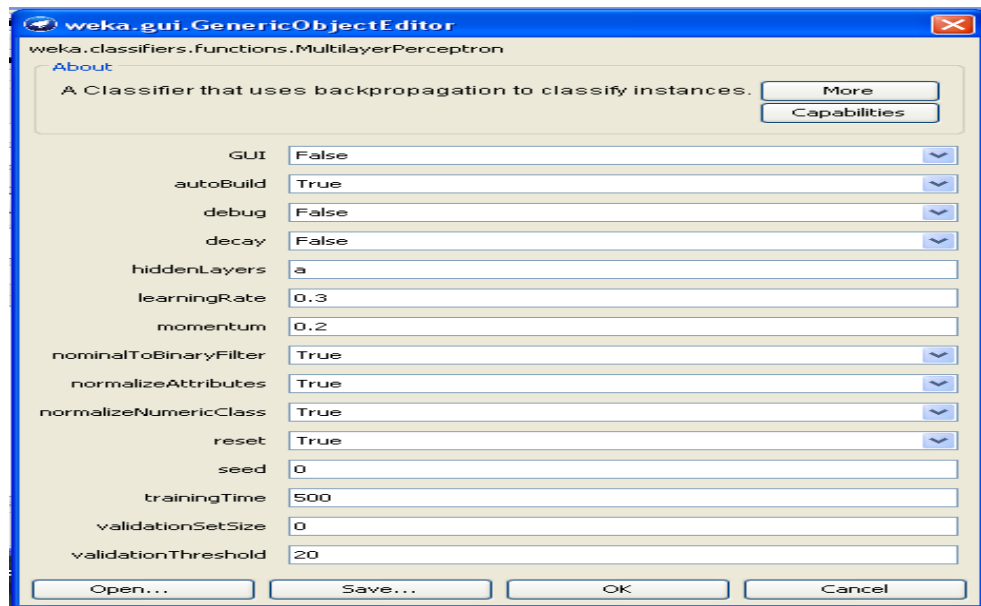 weka.gui.GenericObjectEditor
weka.classifiers.functions.MultilayerPerceptron
About
A Classifier that uses backpropagation to classify instances. More
Capabilities
GUI False
autoBuild True
debug False
decay False
hiddenLayers a
learningRate 0.3
momentum 0.2
nominalToBinaryFilter True
normalizeAttributes True
normalizeNumericClass True
reset True
seed 0
trainingTime 500
validationSetSize 0
validationThreshold 20
Open... Save... OK Cancel